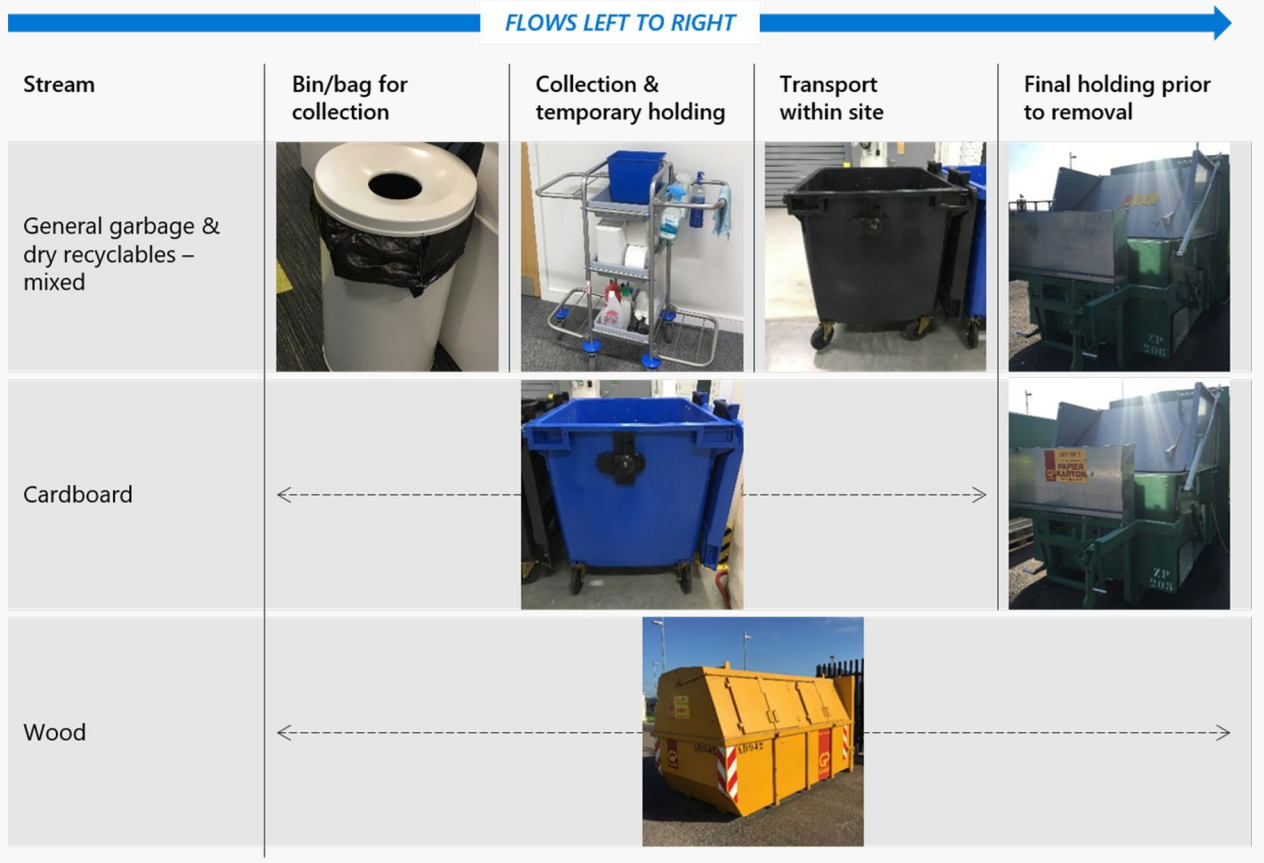 FLOWS LEFT TO RIGHT
Stream
Bin/bag for
collection
Collection &
temporary holding
Transport
within site
Final holding prior
to removal
General garbage &
dry recyclables –
mixed
ZP
206
Cardboard
PAPIER
KARTON
ZP
203
Wood